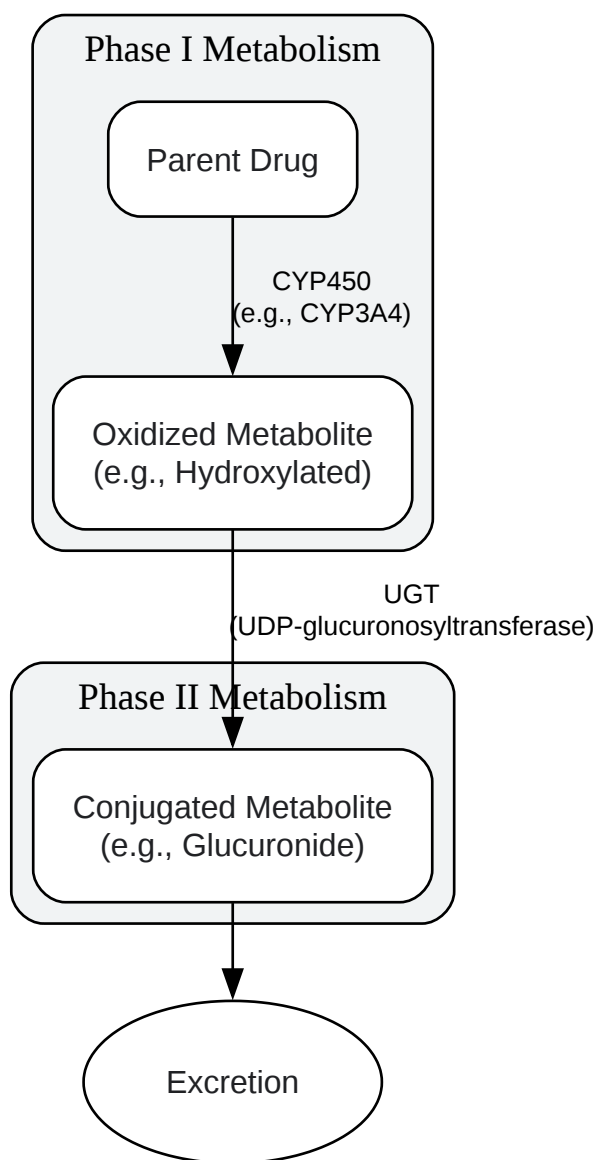 Phase I Metabolism
Parent Drug
CYP450
(e.g., CYP3A4)
Oxidized Metabolite
(e.g., Hydroxylated)
UGT
(UDP-glucuronosyltransferase)
Phase II Metabolism
Conjugated Metabolite
(e.g., Glucuronide)
Excretion